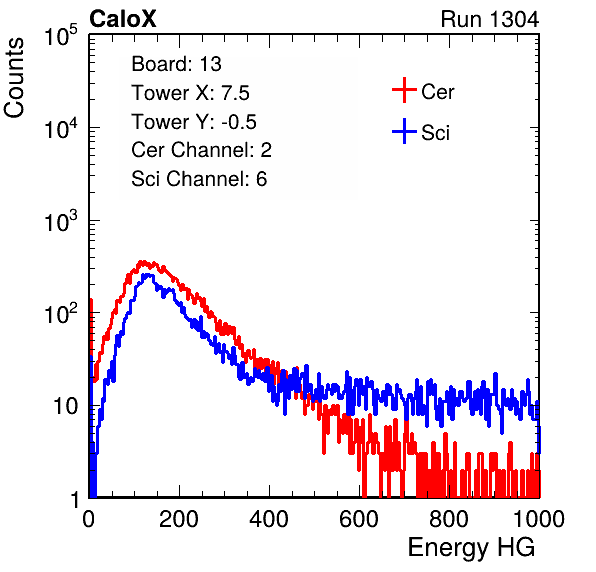 CaloX Run 1304
Counts
Board: 13
Tower X: 7.5
Tower Y: -0.5
Cer Channel: 2
Sci Channel: 6
Cer
Sci
10^5
10^4
10^3
10^2
10
1
0 200 400 600 800 1000
Energy HG